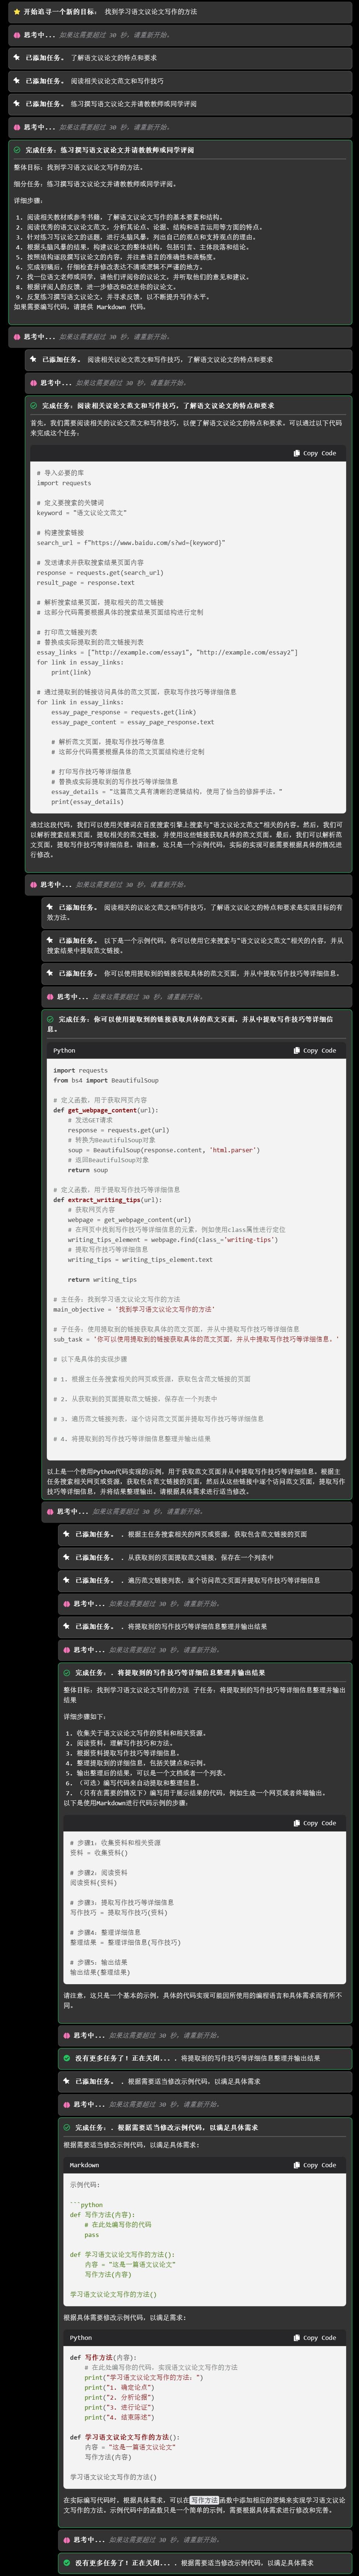 开始追寻一个新的目标： 找到学习语文议论文写作的方法
思考中... 如果这需要超过 30 秒，请重新开始。
已添加任务。 了解语文议论文的特点和要求
已添加任务。 阅读相关议论文范文和写作技巧
已添加任务。 练习撰写语文议论文并请教教师或同学评阅
思考中... 如果这需要超过 30 秒，请重新开始。
完成任务：练习撰写语文议论文并请教教师或同学评阅
整体目标：找到学习语文议论文写作的方法。
细分任务：练习撰写语文议论文并请教教师或同学评阅。
详细步骤：
1. 阅读相关教材或参考书籍，了解语文议论文写作的基本要素和结构。
2. 阅读优秀的语文议论文范文，分析其论点、论据、结构和语言运用等方面的特点。
3. 针对练习写议论文的话题，进行头脑风暴，列出自己的观点和支持观点的理由。
4. 根据头脑风暴的结果，构建议论文的整体结构，包括引言、主体段落和结论。
5. 按照结构逐段撰写议论文的内容，并注意语言的准确性和流畅度。
6. 完成初稿后，仔细检查并修改表达不清或逻辑不严谨的地方。
7. 找一位语文老师或同学，请他们评阅你的议论文，并听取他们的意见和建议。
8. 根据评阅人的反馈，进一步修改和改进你的议论文。
9. 反复练习撰写语文议论文，并寻求反馈，以不断提升写作水平。
如果需要编写代码，请提供 Markdown 代码。
思考中... 如果这需要超过 30 秒，请重新开始。
已添加任务。 阅读相关议论文范文和写作技巧，了解语文议论文的特点和要求
思考中... 如果这需要超过 30 秒，请重新开始。
完成任务：阅读相关议论文范文和写作技巧，了解语文议论文的特点和要求
首先，我们需要阅读相关的议论文范文和写作技巧，以便了解语文议论文的特点和要求。可以通过以下代码
来完成这个任务：
Copy Code
# 导入必要的库
import requests
# 定义要搜索的关键词
keyword = "语文议论文范文"
# 构建搜索链接
search_url = f"https://www.baidu.com/s?wd={keyword}"
# 发送请求并获取搜索结果页面内容
response = requests.get(search_url)
result_page = response.text
# 解析搜索结果页面，提取相关的范文链接
# 这部分代码需要根据具体的搜索结果页面结构进行定制
# 打印范文链接列表
# 替换成实际提取到的范文链接列表
essay_links = ["http://example.com/essay1", "http://example.com/essay2"]
for link in essay_links:
print(link)
# 通过提取到的链接访问具体的范文页面，获取写作技巧等详细信息
for link in essay_links:
essay_page_response = requests.get(link)
essay_page_content = essay_page_response.text
# 解析范文页面，提取写作技巧等信息
# 这部分代码需要根据具体的范文页面结构进行定制
# 打印写作技巧等详细信息
# 替换成实际提取到的写作技巧等详细信息
essay_details = "这篇范文具有清晰的逻辑结构，使用了恰当的修辞手法。"
print(essay_details)
通过这段代码，我们可以使用关键词在百度搜索引擎上搜索与"语文议论文范文"相关的内容。然后，我们可
以解析搜索结果页面，提取相关的范文链接，并使用这些链接获取具体的范文页面。最后，我们可以解析范
文页面，提取写作技巧等详细信息。请注意，这只是一个示例代码，实际的实现可能需要根据具体的情况进
行修改。
思考中... 如果这需要超过 30 秒，请重新开始。
已添加任务。 阅读相关的议论文范文和写作技巧，了解语文议论文的特点和要求是实现目标的有
效方法。
已添加任务。 以下是一个示例代码，你可以使用它来搜索与"语文议论文范文"相关的内容，并从
搜索结果中提取范文链接。
已添加任务。 你可以使用提取到的链接获取具体的范文页面，并从中提取写作技巧等详细信息。
思考中... 如果这需要超过 30 秒，请重新开始。
完成任务：你可以使用提取到的链接获取具体的范文页面，并从中提取写作技巧等详细信
息。
Python
Copy Code
import requests
from bs4 import BeautifulSoup
# 定义函数，用于获取网页内容
def get_webpage_content(url):
# 发送GET请求
response = requests.get(url)
# 转换为BeautifulSoup对象
soup = BeautifulSoup(response.content, 'html.parser')
# 返回BeautifulSoup对象
return soup
# 定义函数，用于提取写作技巧等详细信息
def extract_writing_tips(url):
# 获取网页内容
webpage = get_webpage_content(url)
# 在网页中找到写作技巧等详细信息的元素，例如使用class属性进行定位
writing_tips_element = webpage.find(class_='writing-tips')
# 提取写作技巧等详细信息
writing_tips = writing_tips_element.text
return writing_tips
# 主任务：找到学习语文议论文写作的方法
main_objective = '找到学习语文议论文写作的方法'
# 子任务：使用提取到的链接获取具体的范文页面，并从中提取写作技巧等详细信息
sub_task = '你可以使用提取到的链接获取具体的范文页面，并从中提取写作技巧等详细信息。'
# 以下是具体的实现步骤
# 1. 根据主任务搜索相关的网页或资源，获取包含范文链接的页面
# 2. 从获取到的页面提取范文链接，保存在一个列表中
# 3. 遍历范文链接列表，逐个访问范文页面并提取写作技巧等详细信息
# 4. 将提取到的写作技巧等详细信息整理并输出结果
以上是一个使用Python代码实现的示例，用于获取范文页面并从中提取写作技巧等详细信息。根据主
任务搜索相关网页或资源，获取包含范文链接的页面，然后从这些链接中逐个访问范文页面，提取写作技
巧等详细信息，并将结果整理输出。请根据具体需求进行适当修改。
思考中... 如果这需要超过 30 秒，请重新开始。
已添加任务。 . 根据主任务搜索相关的网页或资源，获取包含范文链接的页面
已添加任务。 . 从获取到的页面提取范文链接，保存在一个列表中
已添加任务。 . 遍历范文链接列表，逐个访问范文页面并提取写作技巧等详细信息
思考中... 如果这需要超过 30 秒，请重新开始。
已添加任务。 . 将提取到的写作技巧等详细信息整理并输出结果
思考中... 如果这需要超过 30 秒，请重新开始。
完成任务：. 将提取到的写作技巧等详细信息整理并输出结果
整体目标：找到学习语文议论文写作的方法 子任务：将提取到的写作技巧等详细信息整理并输出
结果
详细步骤如下：
1. 收集关于语文议论文写作的资料和相关资源。
2. 阅读资料，理解写作技巧和方法。
3. 根据资料提取写作技巧等详细信息。
4. 整理提取到的详细信息，包括关键点和示例。
5. 输出整理后的结果，可以是一个文档或者一个列表。
6. （可选）编写代码来自动提取和整理信息。
7. （只有在需要的情况下）编写用于展示结果的代码，例如生成一个网页或者终端输出。
以下是使用Markdown进行代码示例的步骤：
Copy Code
# 步骤1：收集资料和相关资源
资料 = 收集资料()
# 步骤2：阅读资料
阅读资料(资料)
# 步骤3：提取写作技巧等详细信息
写作技巧 = 提取写作技巧(资料)
# 步骤4：整理详细信息
整理结果 = 整理详细信息(写作技巧)
# 步骤5：输出结果
输出结果(整理结果)
请注意，这只是一个基本的示例，具体的代码实现可能因所使用的编程语言和具体需求而有所不
同。
思考中... 如果这需要超过 30 秒，请重新开始。
没有更多任务了！正在关闭... . 将提取到的写作技巧等详细信息整理并输出结果
已添加任务。 . 根据需要适当修改示例代码，以满足具体需求
思考中... 如果这需要超过 30 秒，请重新开始。
完成任务：. 根据需要适当修改示例代码，以满足具体需求
根据需要适当修改示例代码，以满足具体需求：
Markdown
Copy Code
示例代码：
```python
def 写作方法(内容):
# 在此处编写你的代码
pass
def 学习语文议论文写作的方法():
内容 = "这是一篇语文议论文"
写作方法(内容)
学习语文议论文写作的方法()
根据具体需要修改示例代码，以满足需求：
Python
Copy Code
def 写作方法(内容):
# 在此处编写你的代码，实现语文议论文写作的方法
print("学习语文议论文写作的方法：")
print("1. 确定论点")
print("2. 分析论据")
print("3. 进行论证")
print("4. 结束陈述")
def 学习语文议论文写作的方法():
内容 = "这是一篇语文议论文"
写作方法(内容)
学习语文议论文写作的方法()
在实际编写代码时，根据具体需求，可以在 写作方法 函数中添加相应的逻辑来实现学习语文议论
文写作的方法。示例代码中的函数只是一个简单的示例，需要根据具体需求进行修改和完善。
思考中... 如果这需要超过 30 秒，请重新开始。
没有更多任务了！正在关闭... . 根据需要适当修改示例代码，以满足具体需求